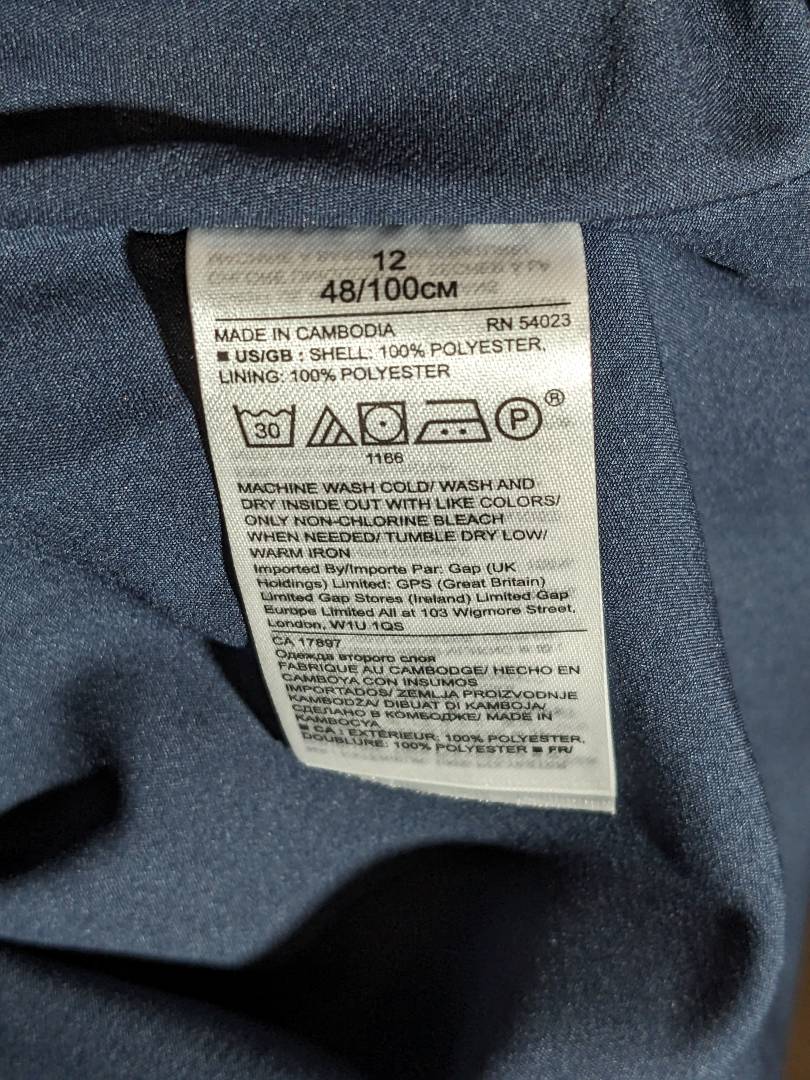 12
48/100см
MADE IN CAMBODIA RN 54023
■ US/GB : SHELL: 100% POLYESTER,
LINING: 100% POLYESTER
30 P ®
1166
MACHINE WASH COLD/ WASH AND
DRY INSIDE OUT WITH LIKE COLORS/
ONLY NON-CHLORINE BLEACH
WHEN NEEDED/ TUMBLE DRY LOW/
WARM IRON
Imported By/Importe Par: Gap (UK
Holdings) Limited: GPS (Great Britain)
Limited Gap Stores (Ireland) Limited Gap
Europe Limited All at 103 Wigmore Street,
London, W1U 1QS
CA 17897
Одежда второго слоя
FABRIQUE AU CAMBODGE/ HECHO EN
CAMBOYA CON INSUMOS
IMPORTADOS/ ZEMLJA PROIZVODNJE
KAMBODZA/ DIBUAT DI KAMBOJA/
СДЕЛАНО В КОМБОДЖЕ/ MADE IN
KAMBOCYA
■ CA : EXTÉRIEUR: 100% POLYESTER,
DOUBLURE: 100% POLYESTER ■ FR/